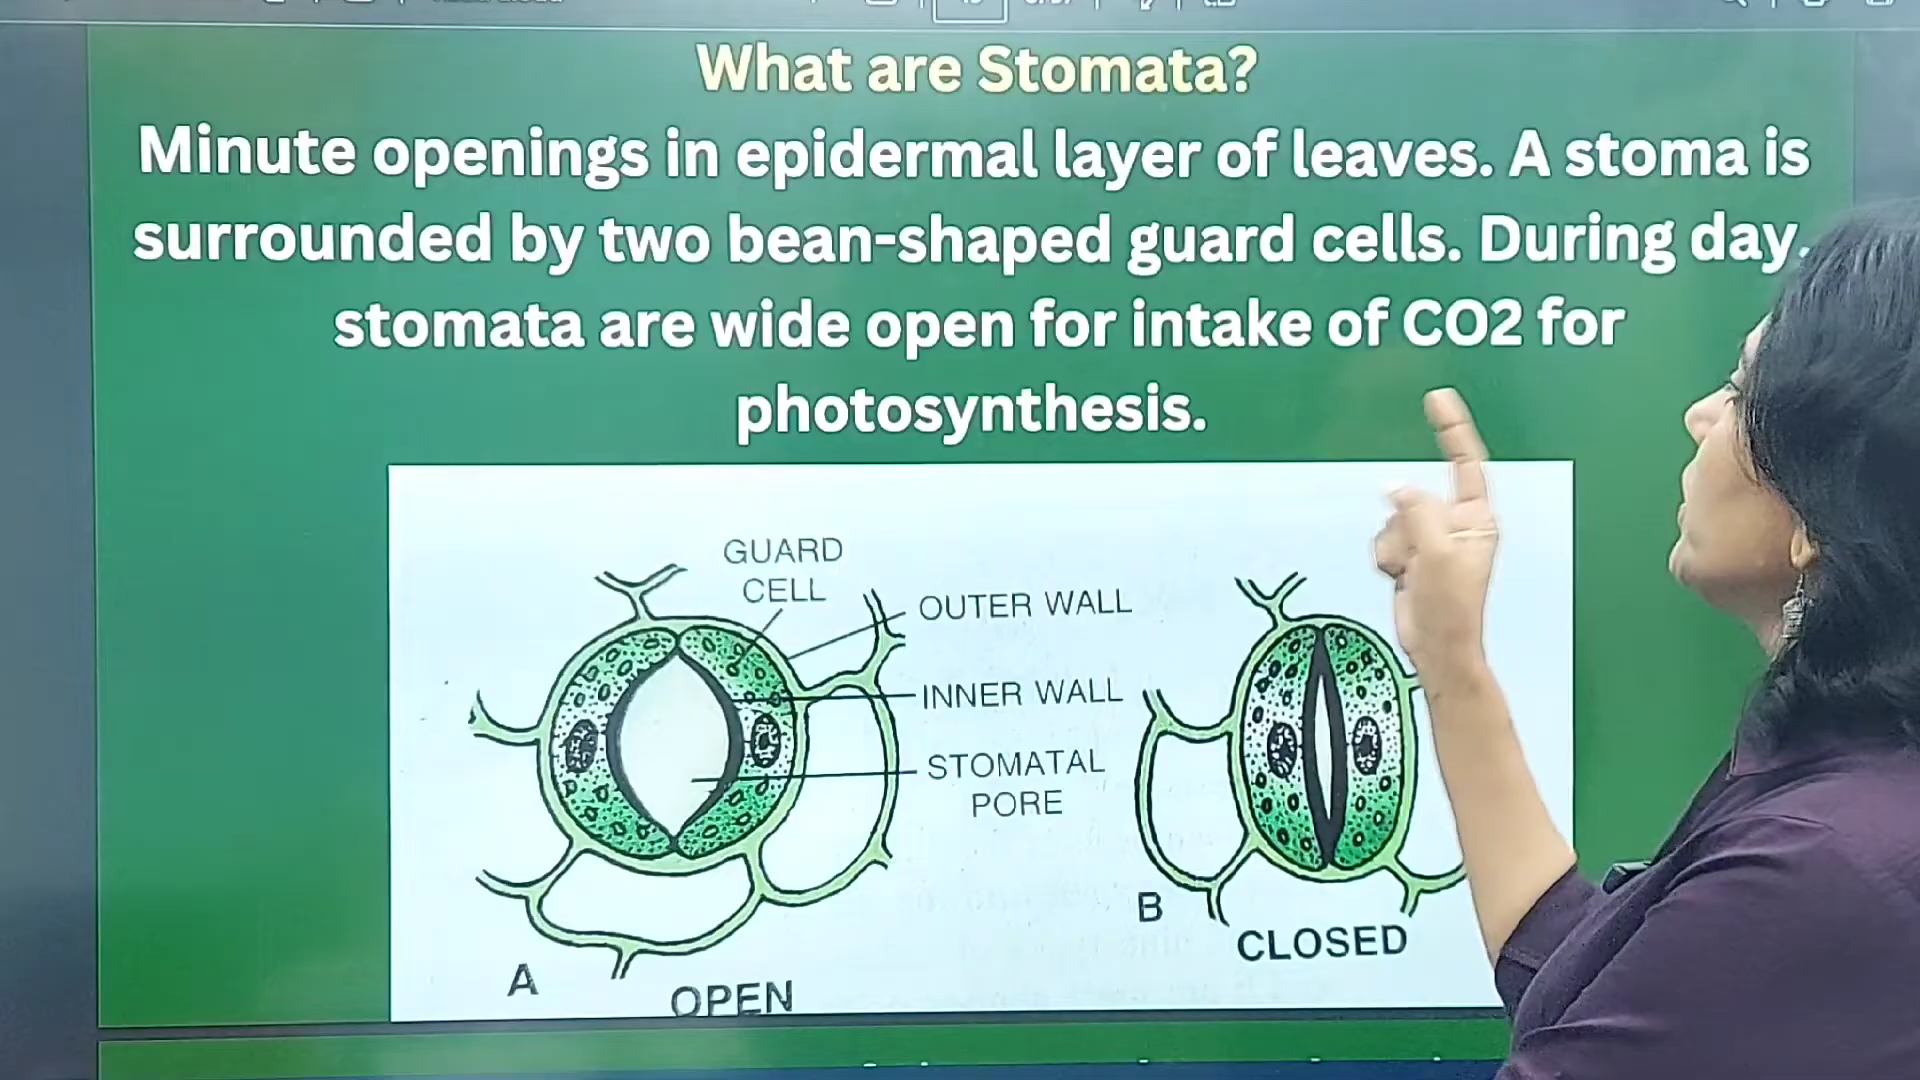 What are Stomata?
Minute openings in epidermal layer of leaves. A stoma is
surrounded by two bean-shaped guard cells. During day,
stomata are wide open for intake of CO2 for
photosynthesis.
GUARD
CELL
OUTER WALL
INNER WALL
STOMATAL
PORE
A
OPEN
B
CLOSED